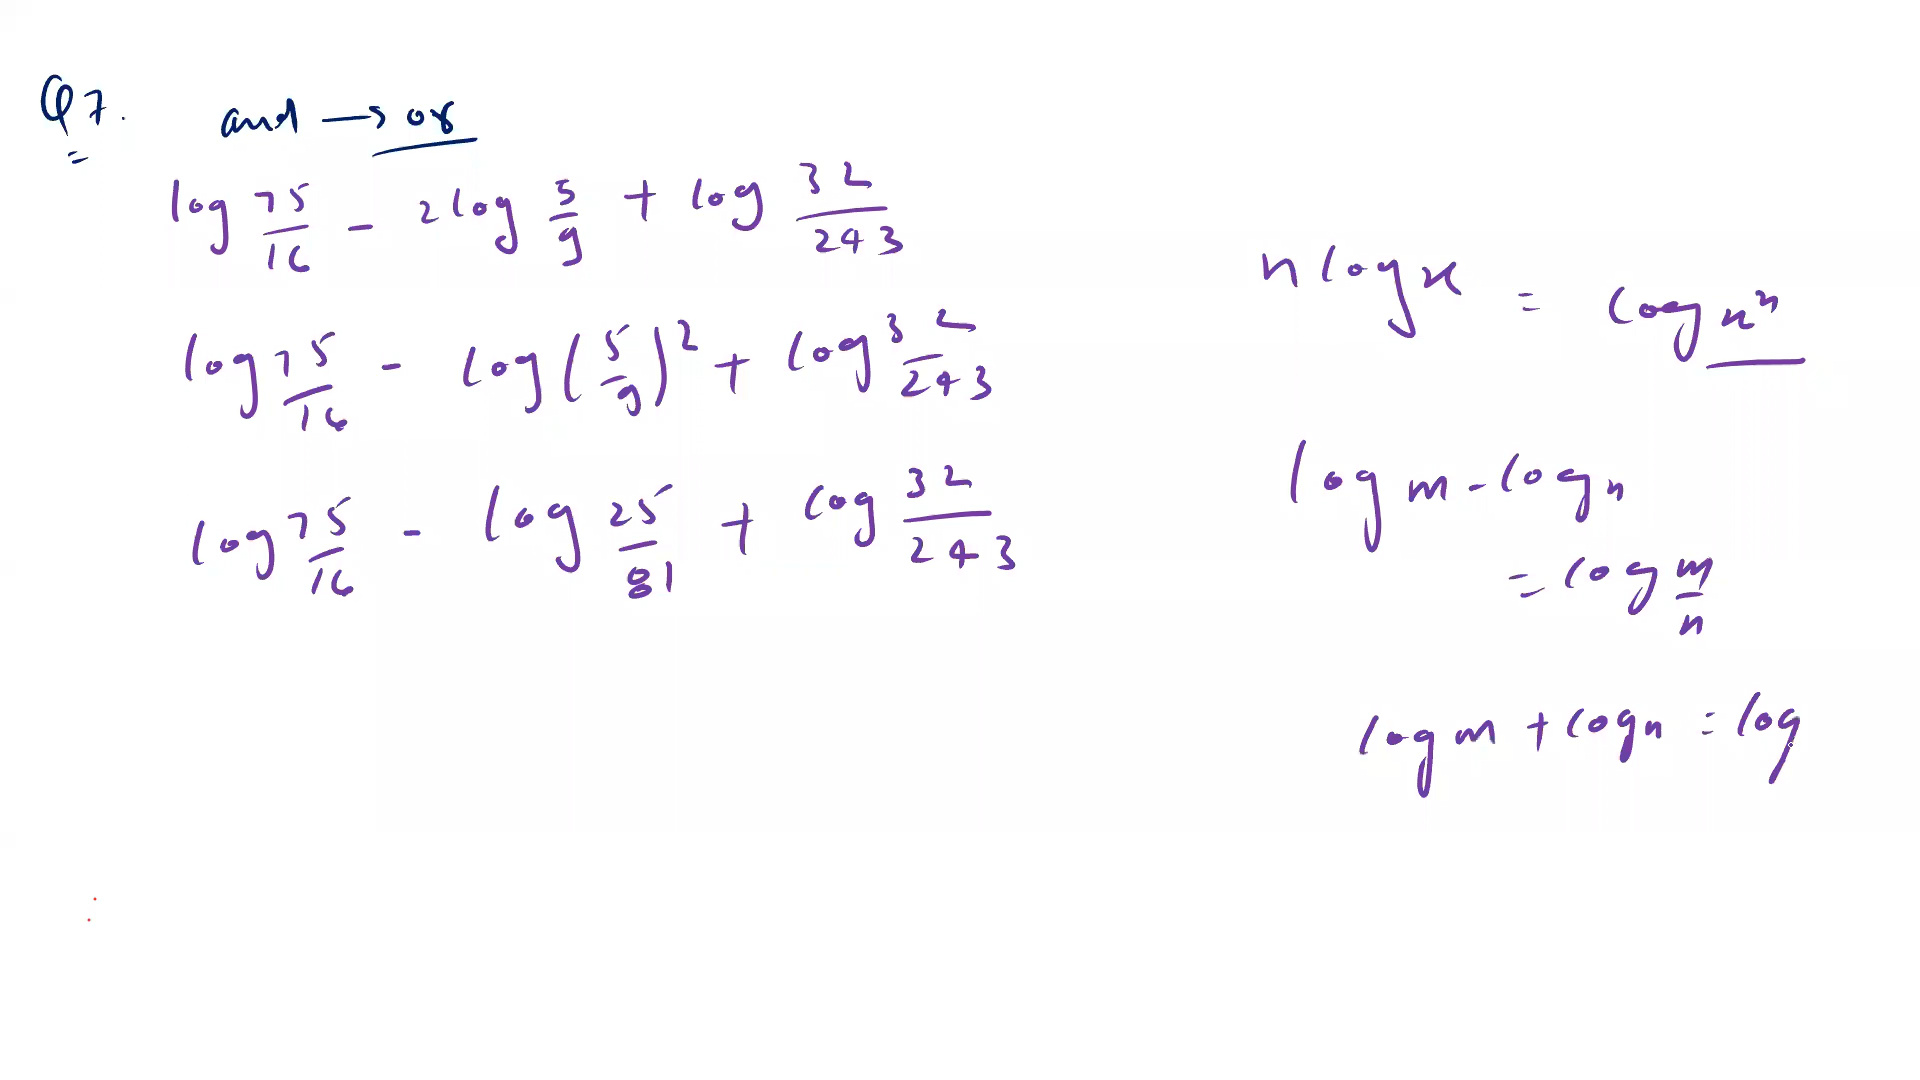 Q7. and → or
log 75/16 - 2log 5/9 + log 32/243
log 75/16 - log(5/9)² + log 32/243
log 75/16 - log 25/81 + log 32/243
n log x = log xⁿ
log m - log n
= log m/n
log m + log n = log